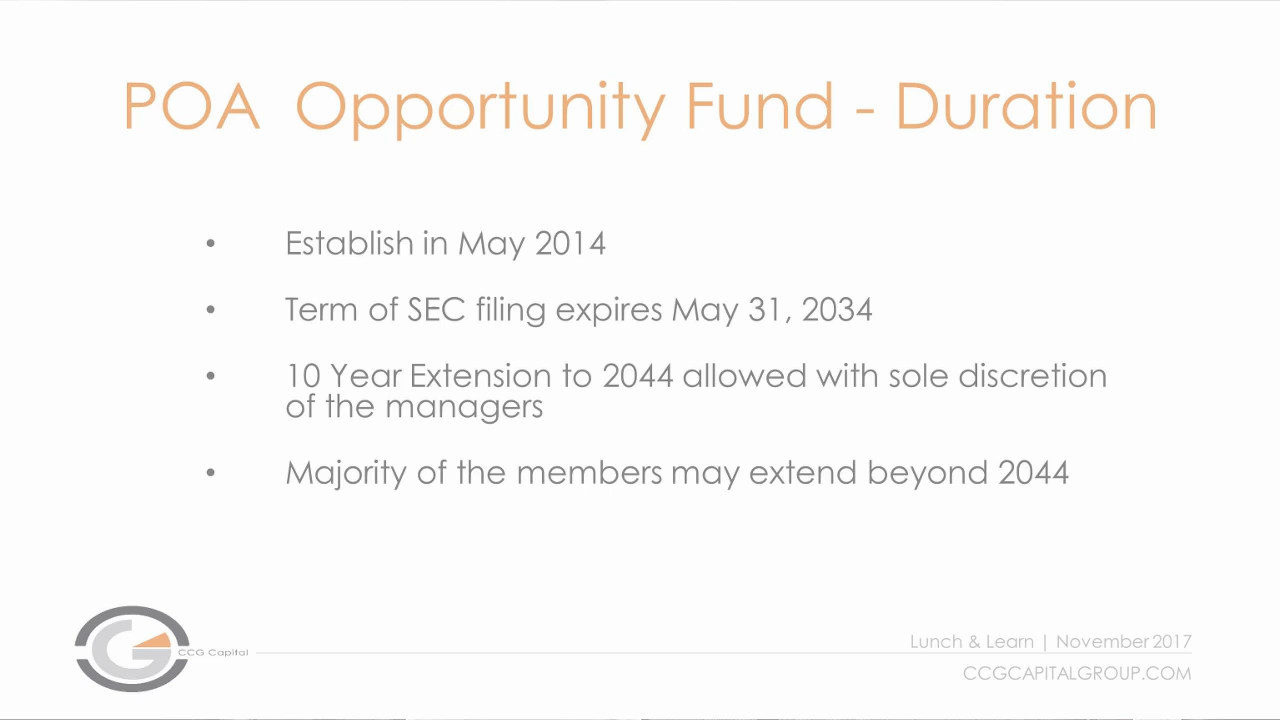 POA Opportunity Fund - Duration
• Establish in May 2014
• Term of SEC filing expires May 31, 2034
• 10 Year Extension to 2044 allowed with sole discretion
of the managers
• Majority of the members may extend beyond 2044
CCG Capital
Lunch & Learn | November 2017
CCGCAPITALGROUP.COM